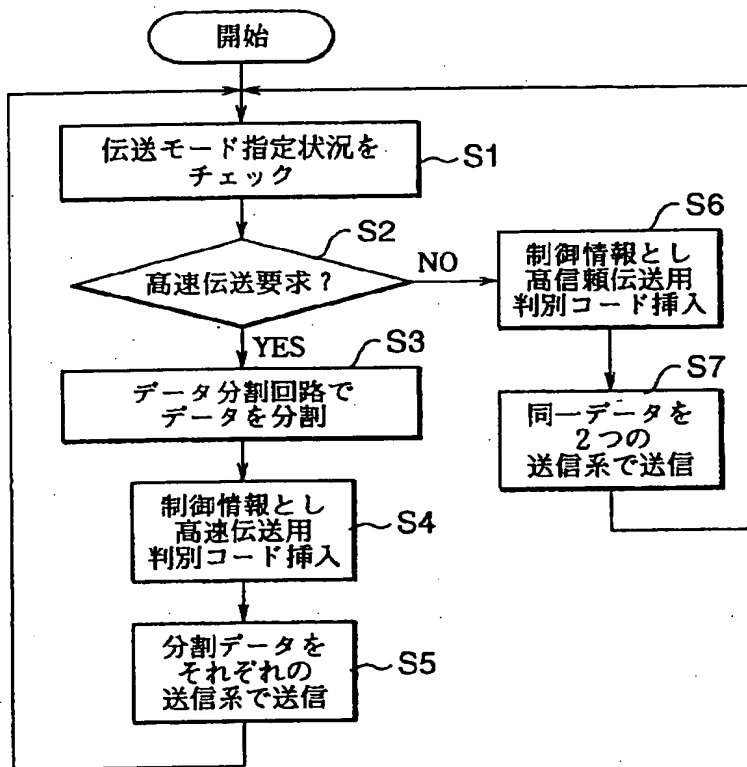 開始
伝送モード指定状況を
チェック
S1
高速伝送要求?
S2
NO
YES
データ分割回路で
データを分割
S3
制御情報とし
高速伝送用
判別コード挿入
S4
分割データを
それぞれの
送信系で送信
S5
制御情報とし
高信頼伝送用
判別コード挿入
S6
同一データを
2つの
送信系で送信
S7